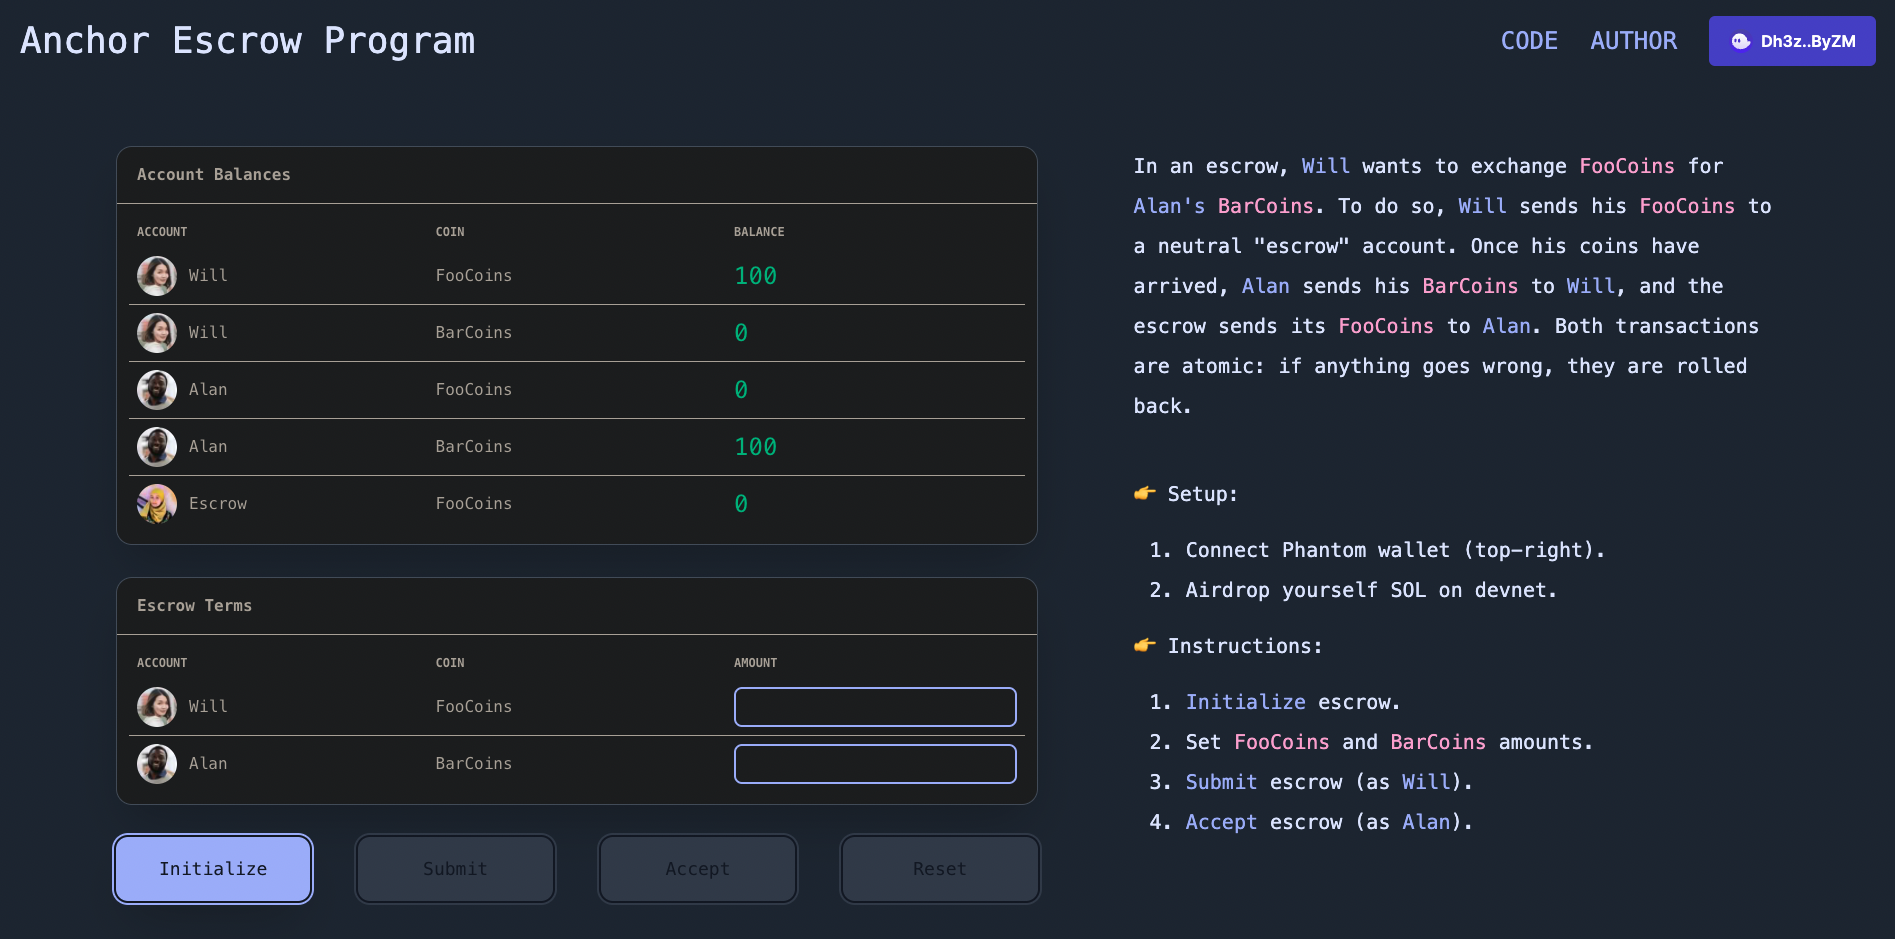 Anchor Escrow Program
CODE AUTHOR Dh3z..ByZM
Account Balances
ACCOUNT COIN BALANCE
Will FooCoins 100
Will BarCoins 0
Alan FooCoins 0
Alan BarCoins 100
Escrow FooCoins 0
Escrow Terms
ACCOUNT COIN AMOUNT
Will FooCoins
Alan BarCoins
Initialize Submit Accept Reset
In an escrow, Will wants to exchange FooCoins for
Alan's BarCoins. To do so, Will sends his FooCoins to
a neutral "escrow" account. Once his coins have
arrived, Alan sends his BarCoins to Will, and the
escrow sends its FooCoins to Alan. Both transactions
are atomic: if anything goes wrong, they are rolled
back.
👉 Setup:
1. Connect Phantom wallet (top-right).
2. Airdrop yourself SOL on devnet.
👉 Instructions:
1. Initialize escrow.
2. Set FooCoins and BarCoins amounts.
3. Submit escrow (as Will).
4. Accept escrow (as Alan).